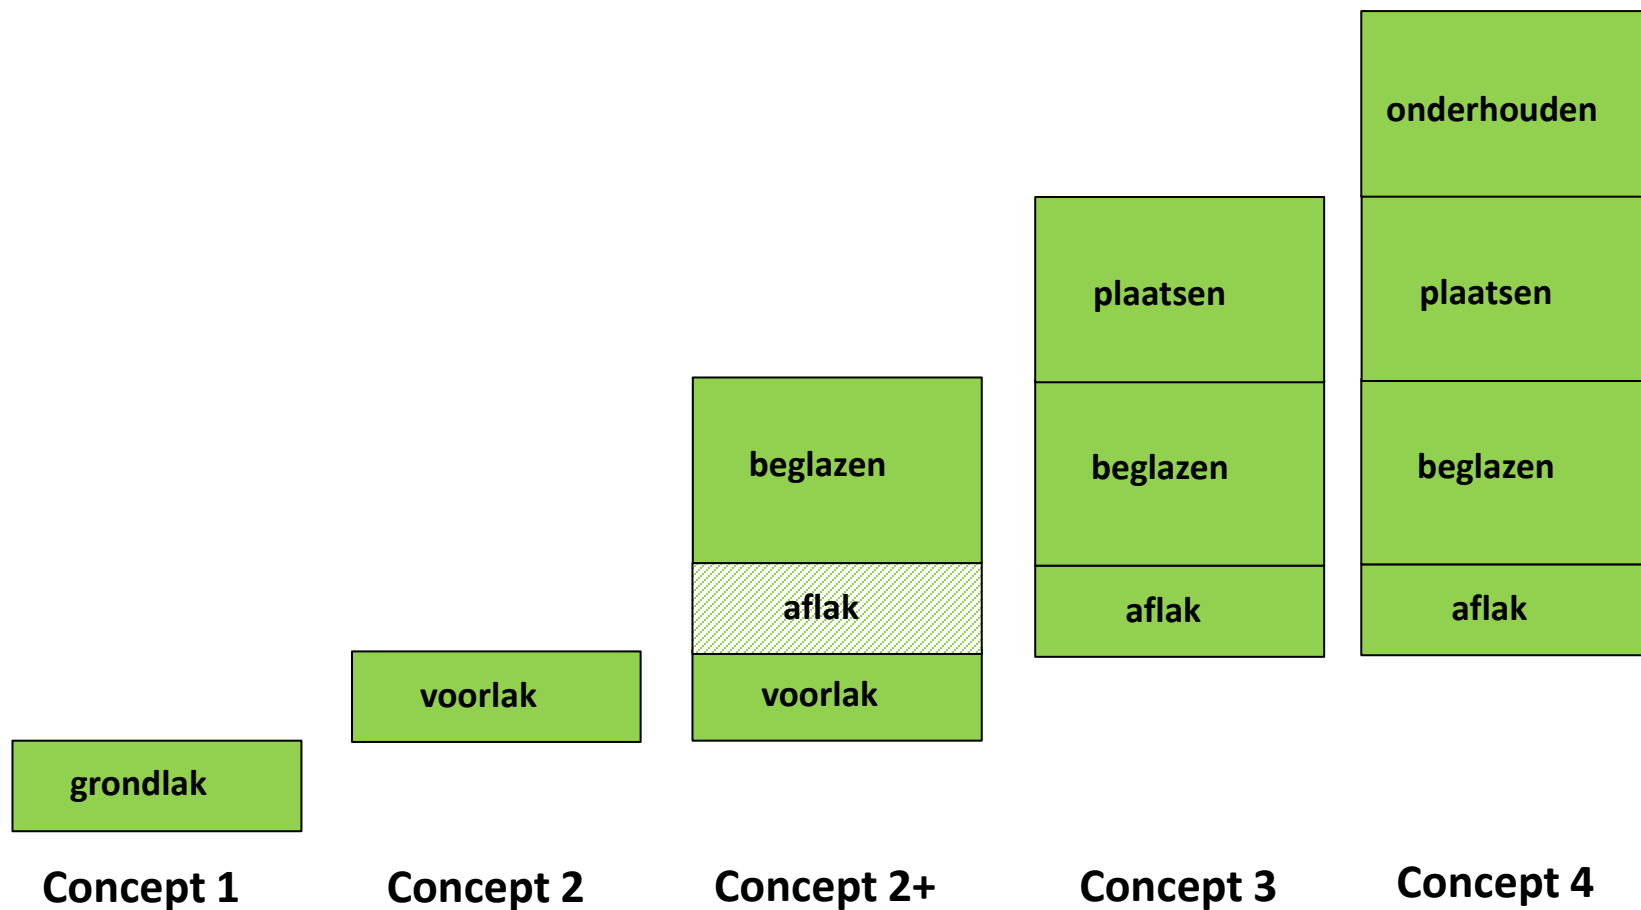 onderhouden
plaatsen
plaatsen
beglazen
beglazen
beglazen
aflak
aflak
aflak
voorlak
voorlak
grondlak
Concept 1
Concept 2
Concept 2+
Concept 3
Concept 4